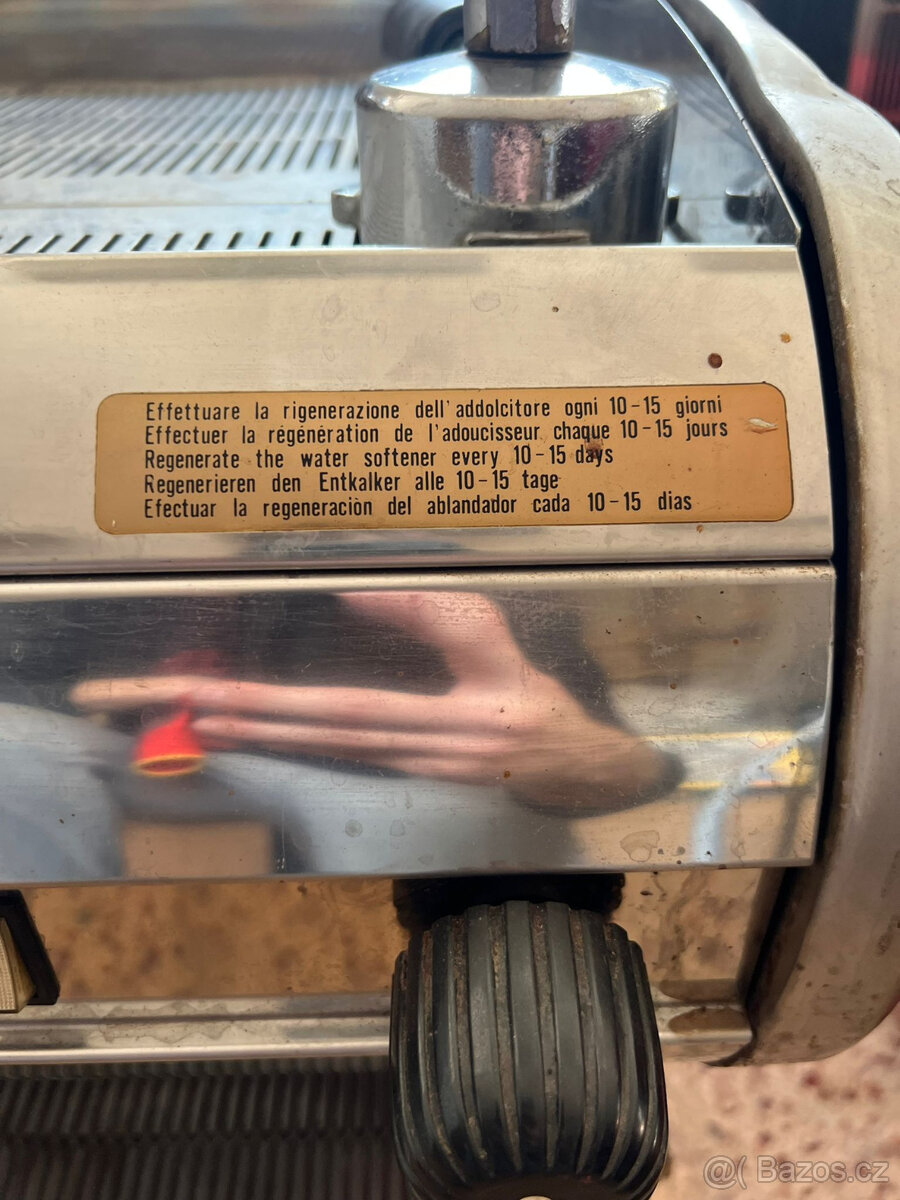 Effettuare la rigenerazione dell'addolcitore ogni 10-15 giorni
Effectuer la régénération de l'adoucisseur chaque 10-15 jours
Regenerate the water softener every 10-15 days
Regenerieren den Entkalker alle 10-15 tage
Efectuar la regeneraciòn del ablandador cada 10-15 dias
@( Bazos.cz